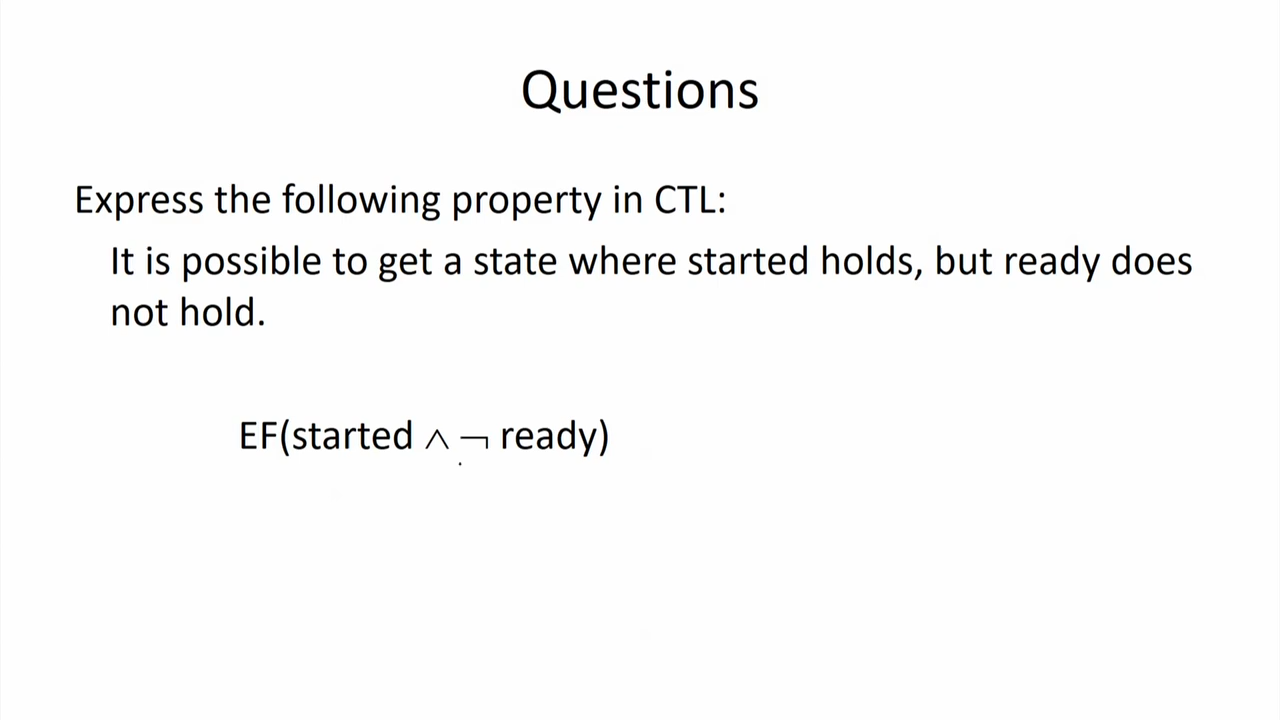 Questions
Express the following property in CTL:
It is possible to get a state where started holds, but ready does
not hold.
EF(started ∧ ¬ ready)